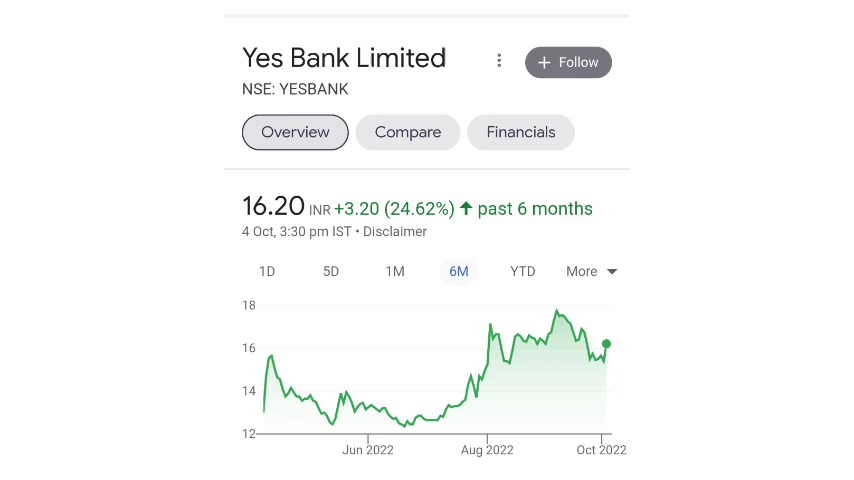 Yes Bank Limited
+ Follow
NSE: YESBANK
Overview Compare Financials
16.20 INR +3.20 (24.62%) ↑ past 6 months
4 Oct, 3:30 pm IST • Disclaimer
1D 5D 1M 6M YTD More
18
16
14
12
Jun 2022 Aug 2022 Oct 2022